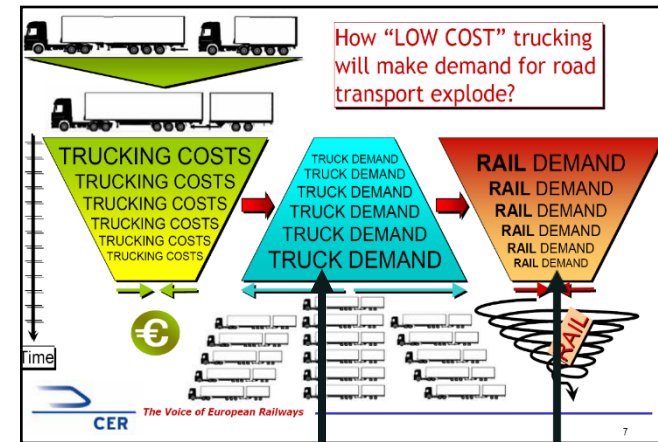 How “LOW COST” trucking
will make demand for road
transport explode?
TRUCKING COSTS
TRUCKING COSTS
TRUCKING COSTS
TRUCKING COSTS
TRUCKING COSTS
TRUCKING COSTS
TRUCK DEMAND
TRUCK DEMAND
TRUCK DEMAND
TRUCK DEMAND
TRUCK DEMAND
TRUCK DEMAND
RAIL DEMAND
RAIL DEMAND
RAIL DEMAND
RAIL DEMAND
RAIL DEMAND
RAIL DEMAND
€
RAIL
Time
CER
The Voice of European Railways
7